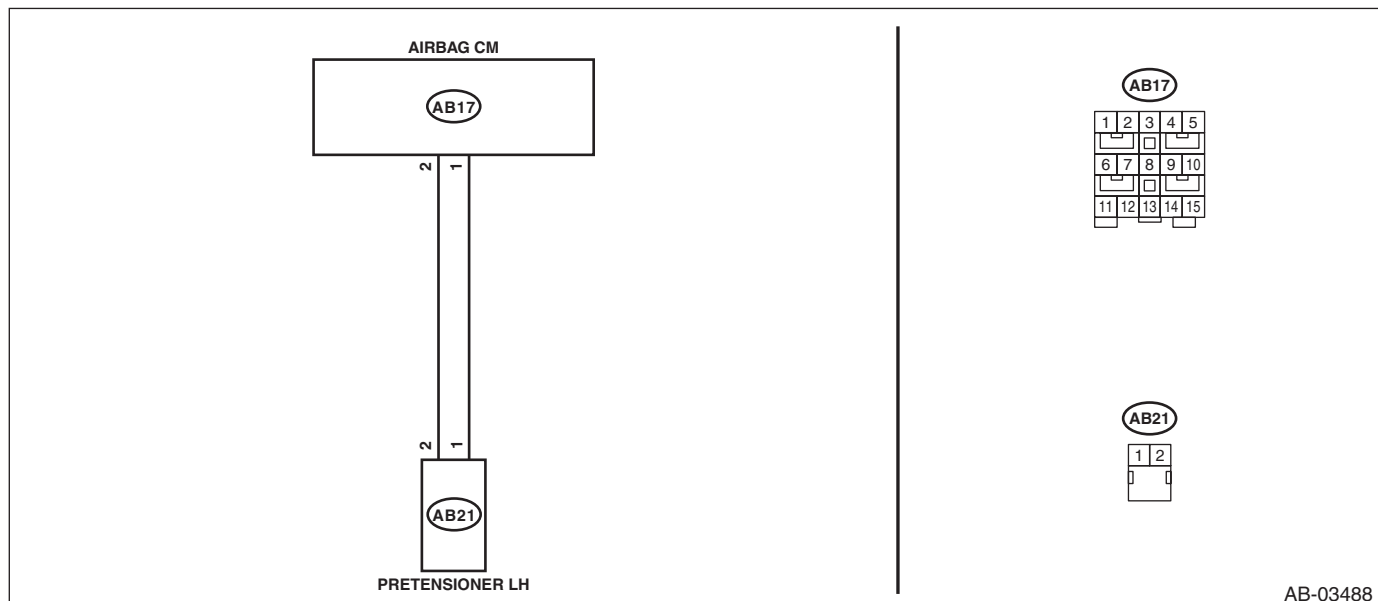 AIRBAG CM
AB17
2 1
2 1
AB21
PRETENSIONER LH
AB17
1 2 3 4 5
6 7 8 9 10
11 12 13 14 15
AB21
1 2
AB-03488